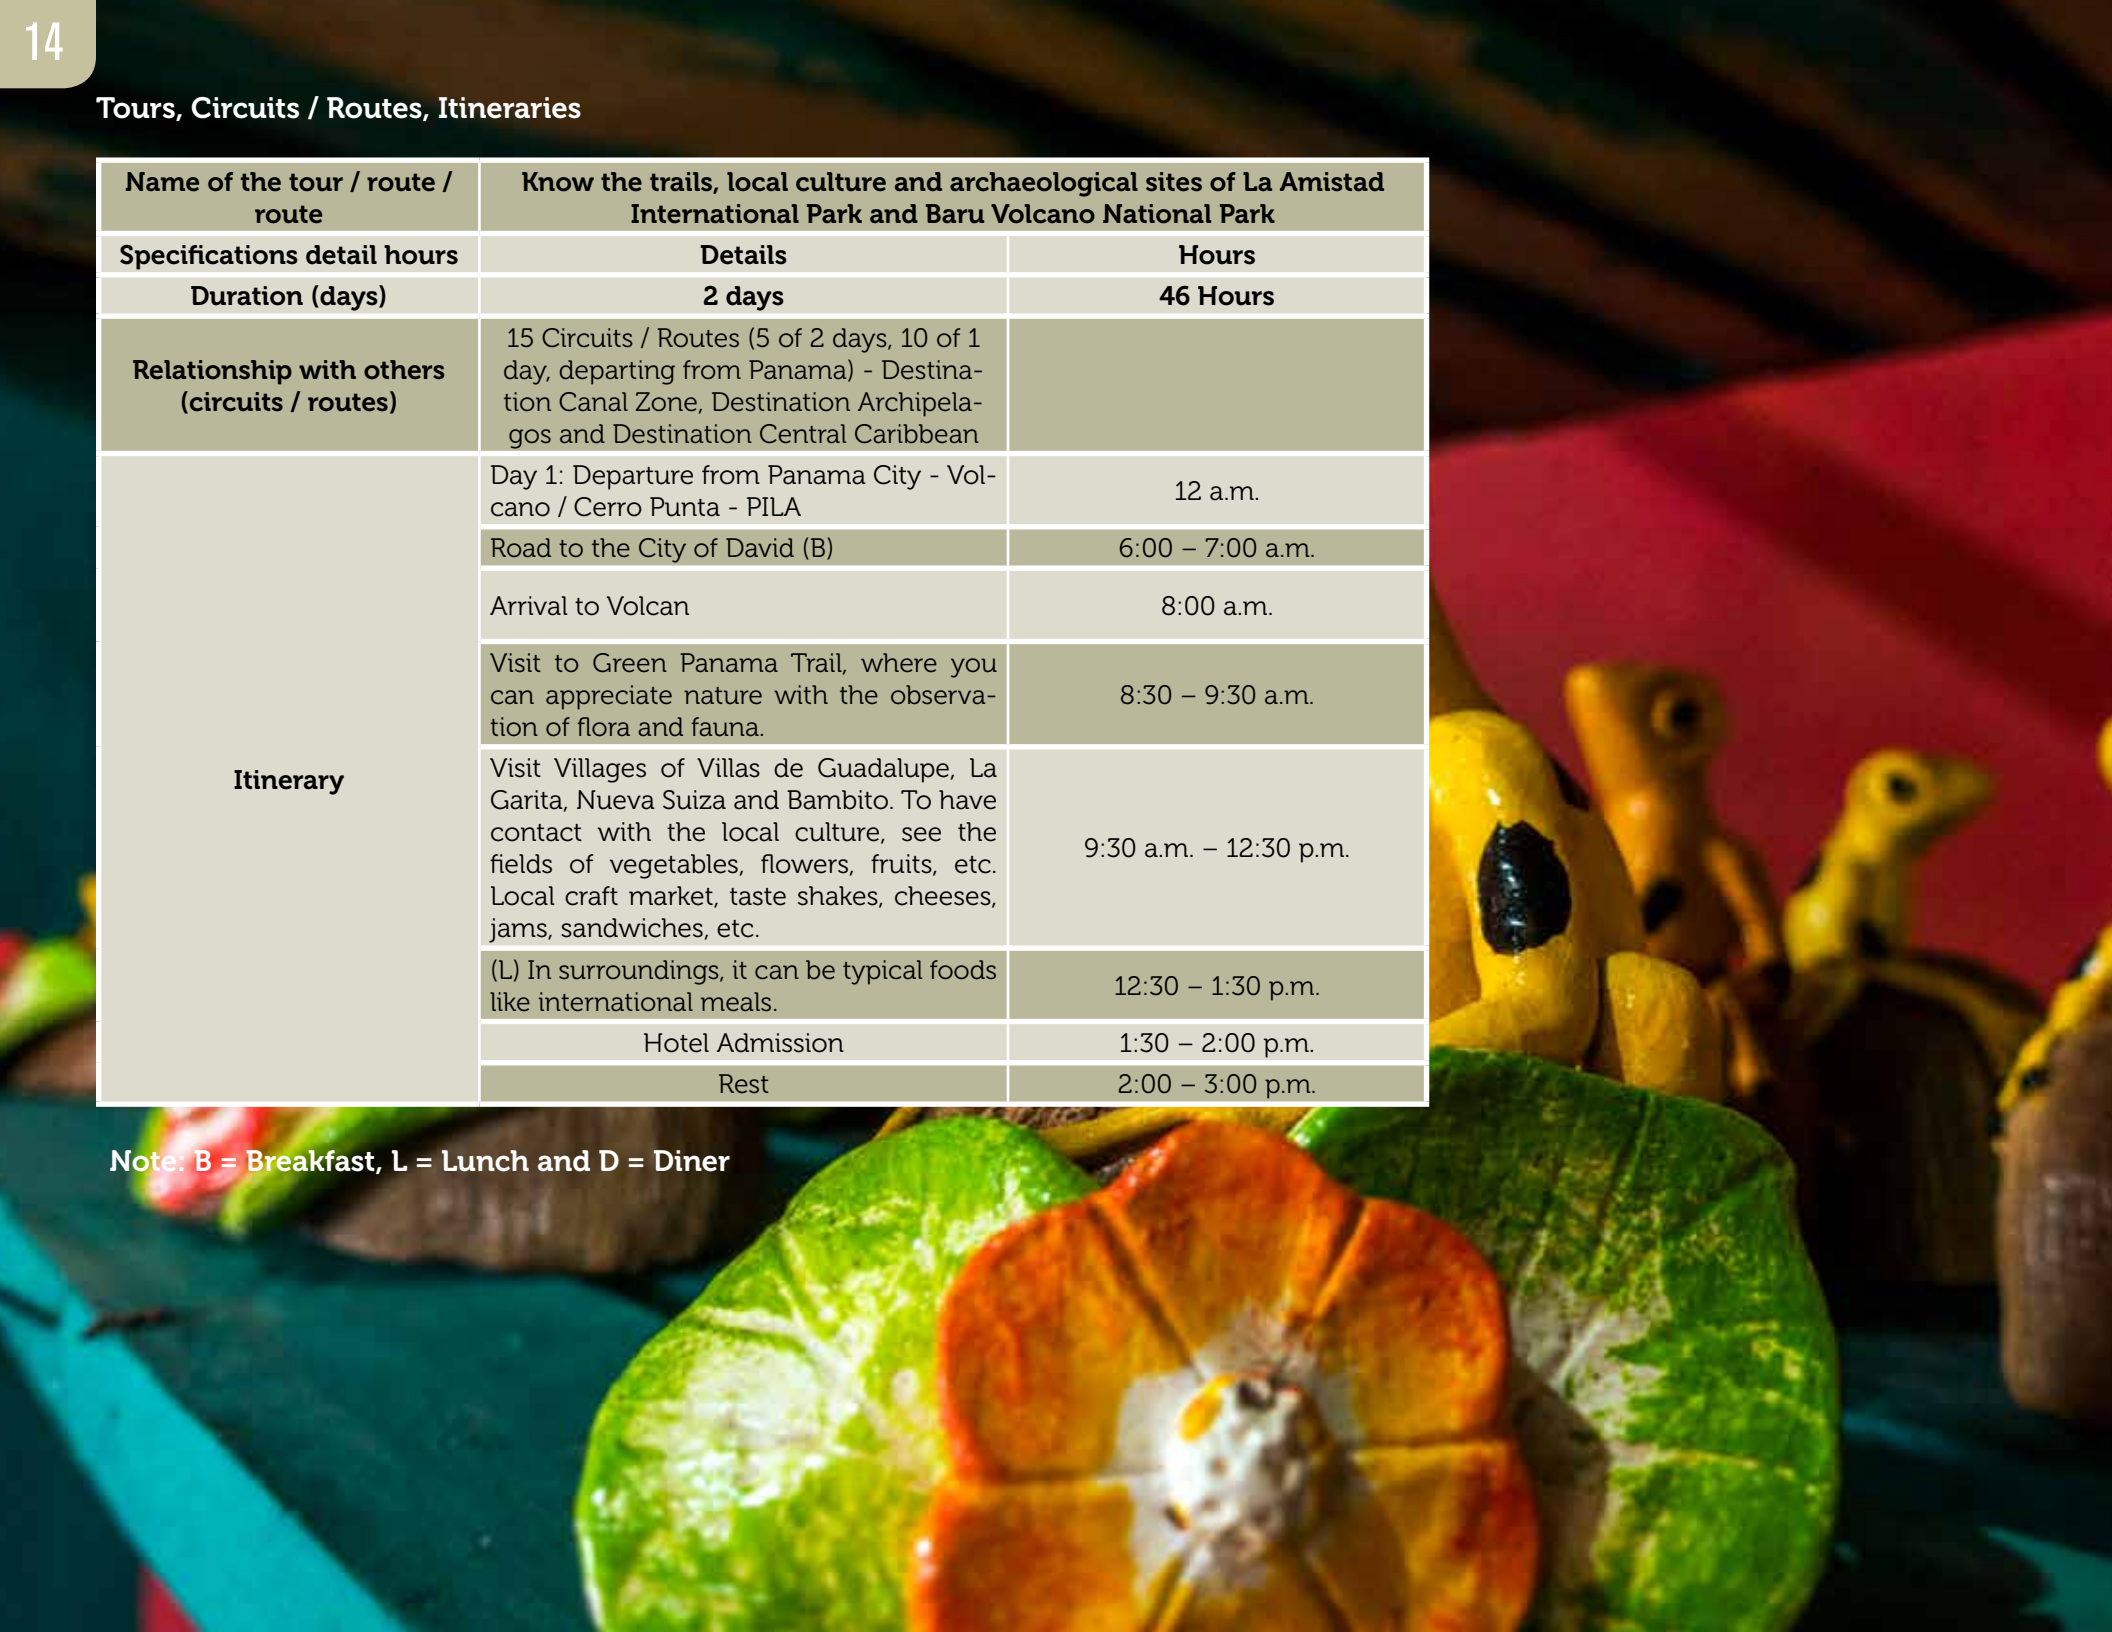 14
Tours, Circuits / Routes, Itineraries
Name of the tour / route /
route
Know the trails, local culture and archaeological sites of La Amistad
International Park and Baru Volcano National Park
Specifications detail hours
Details
Hours
Duration (days)
2 days
46 Hours
Relationship with others
(circuits / routes)
15 Circuits / Routes (5 of 2 days, 10 of 1
day, departing from Panama) - Destina-
tion Canal Zone, Destination Archipela-
gos and Destination Central Caribbean
Itinerary
Day 1: Departure from Panama City - Vol-
cano / Cerro Punta - PILA
12 a.m.
Road to the City of David (B)
6:00 – 7:00 a.m.
Arrival to Volcan
8:00 a.m.
Visit to Green Panama Trail, where you
can appreciate nature with the observa-
tion of flora and fauna.
8:30 – 9:30 a.m.
Visit Villages of Villas de Guadalupe, La
Garita, Nueva Suiza and Bambito. To have
contact with the local culture, see the
fields of vegetables, flowers, fruits, etc.
Local craft market, taste shakes, cheeses,
jams, sandwiches, etc.
9:30 a.m. – 12:30 p.m.
(L) In surroundings, it can be typical foods
like international meals.
12:30 – 1:30 p.m.
Hotel Admission
1:30 – 2:00 p.m.
Rest
2:00 – 3:00 p.m.
Note: B = Breakfast, L = Lunch and D = Diner